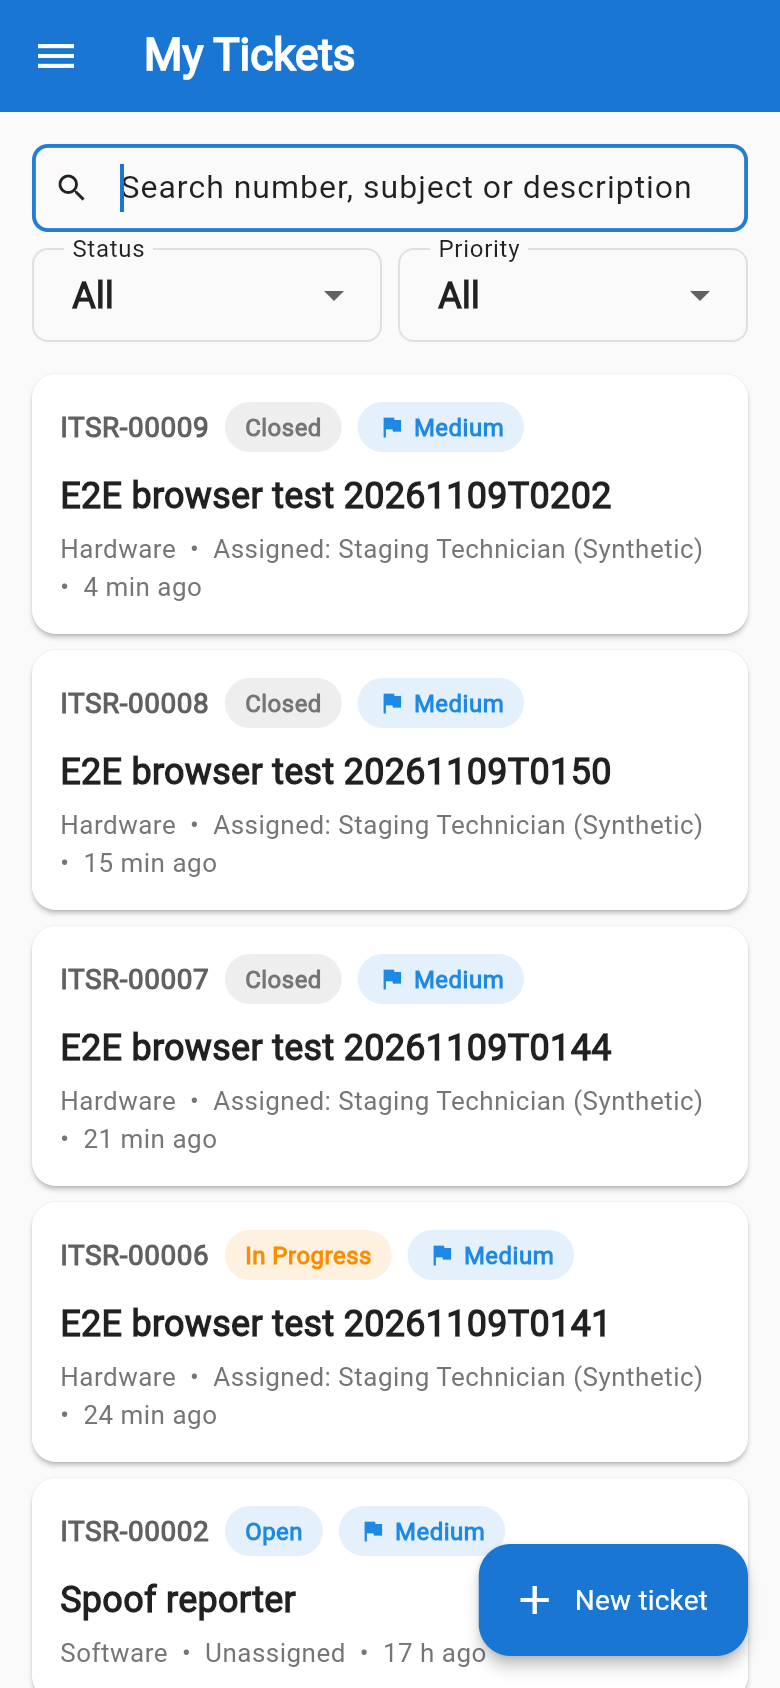 My Tickets
Search number, subject or description
Status
Priority
All
All
ITSR-00009 Closed Medium
E2E browser test 20261109T0202
Hardware • Assigned: Staging Technician (Synthetic)
• 4 min ago
ITSR-00008 Closed Medium
E2E browser test 20261109T0150
Hardware • Assigned: Staging Technician (Synthetic)
• 15 min ago
ITSR-00007 Closed Medium
E2E browser test 20261109T0144
Hardware • Assigned: Staging Technician (Synthetic)
• 21 min ago
ITSR-00006 In Progress Medium
E2E browser test 20261109T0141
Hardware • Assigned: Staging Technician (Synthetic)
• 24 min ago
ITSR-00002 Open Medium
Spoof reporter
Software • Unassigned • 17 h ago
New ticket